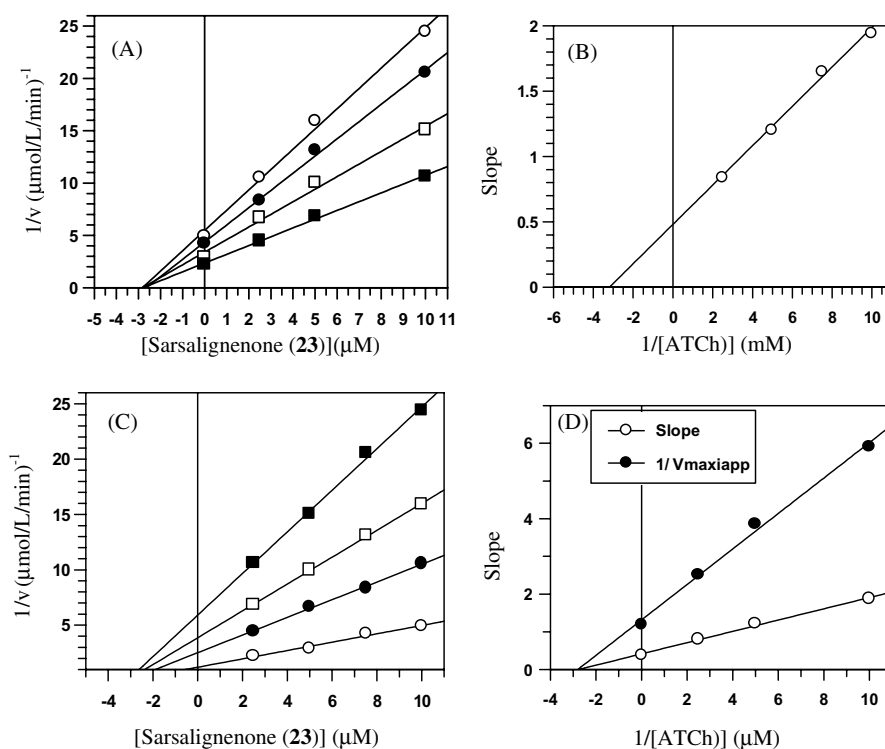 (A)
25
20
15
10
5
0
1/v (µmol/L/min)⁻¹
-5 -4 -3 -2 -1 0 1 2 3 4 5 6 7 8 9 10 11
[Sarsalignenone (23)](µM)
(B)
2
1.5
1
0.5
0
Slope
-6 -4 -2 0 2 4 6 8 10
1/[ATCh)] (mM)
(C)
25
20
15
10
5
1/v (µmol/L/min)⁻¹
-4 -2 0 2 4 6 8 10
[Sarsalignenone (23)] (µM)
(D)
Slope
1/ Vmaxiapp
6
4
2
0
Slope
-4 -2 0 2 4 6 8 10
1/[ATCh)] (µM)